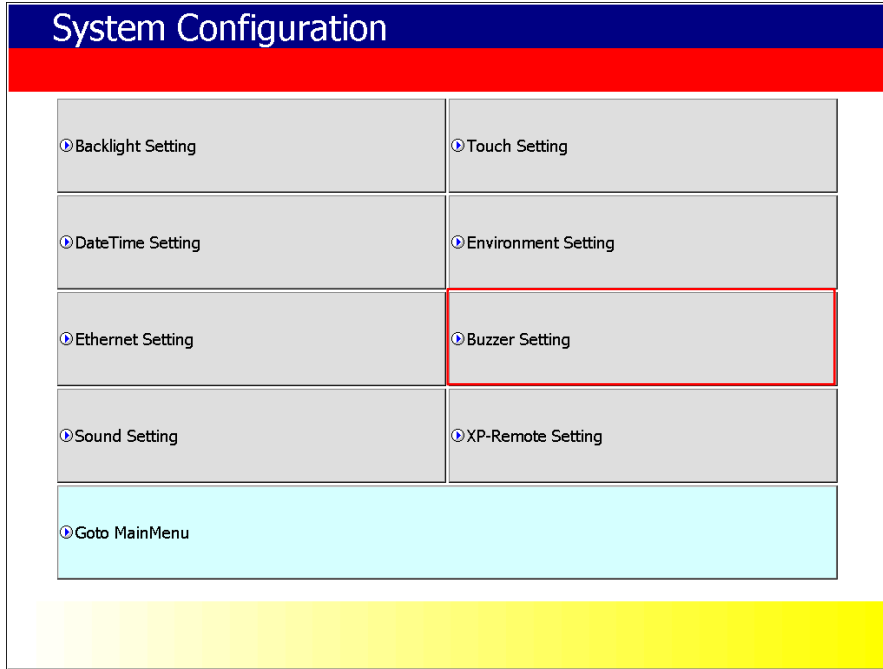 System Configuration
Backlight Setting
Touch Setting
DateTime Setting
Environment Setting
Ethernet Setting
Buzzer Setting
Sound Setting
XP-Remote Setting
Goto MainMenu